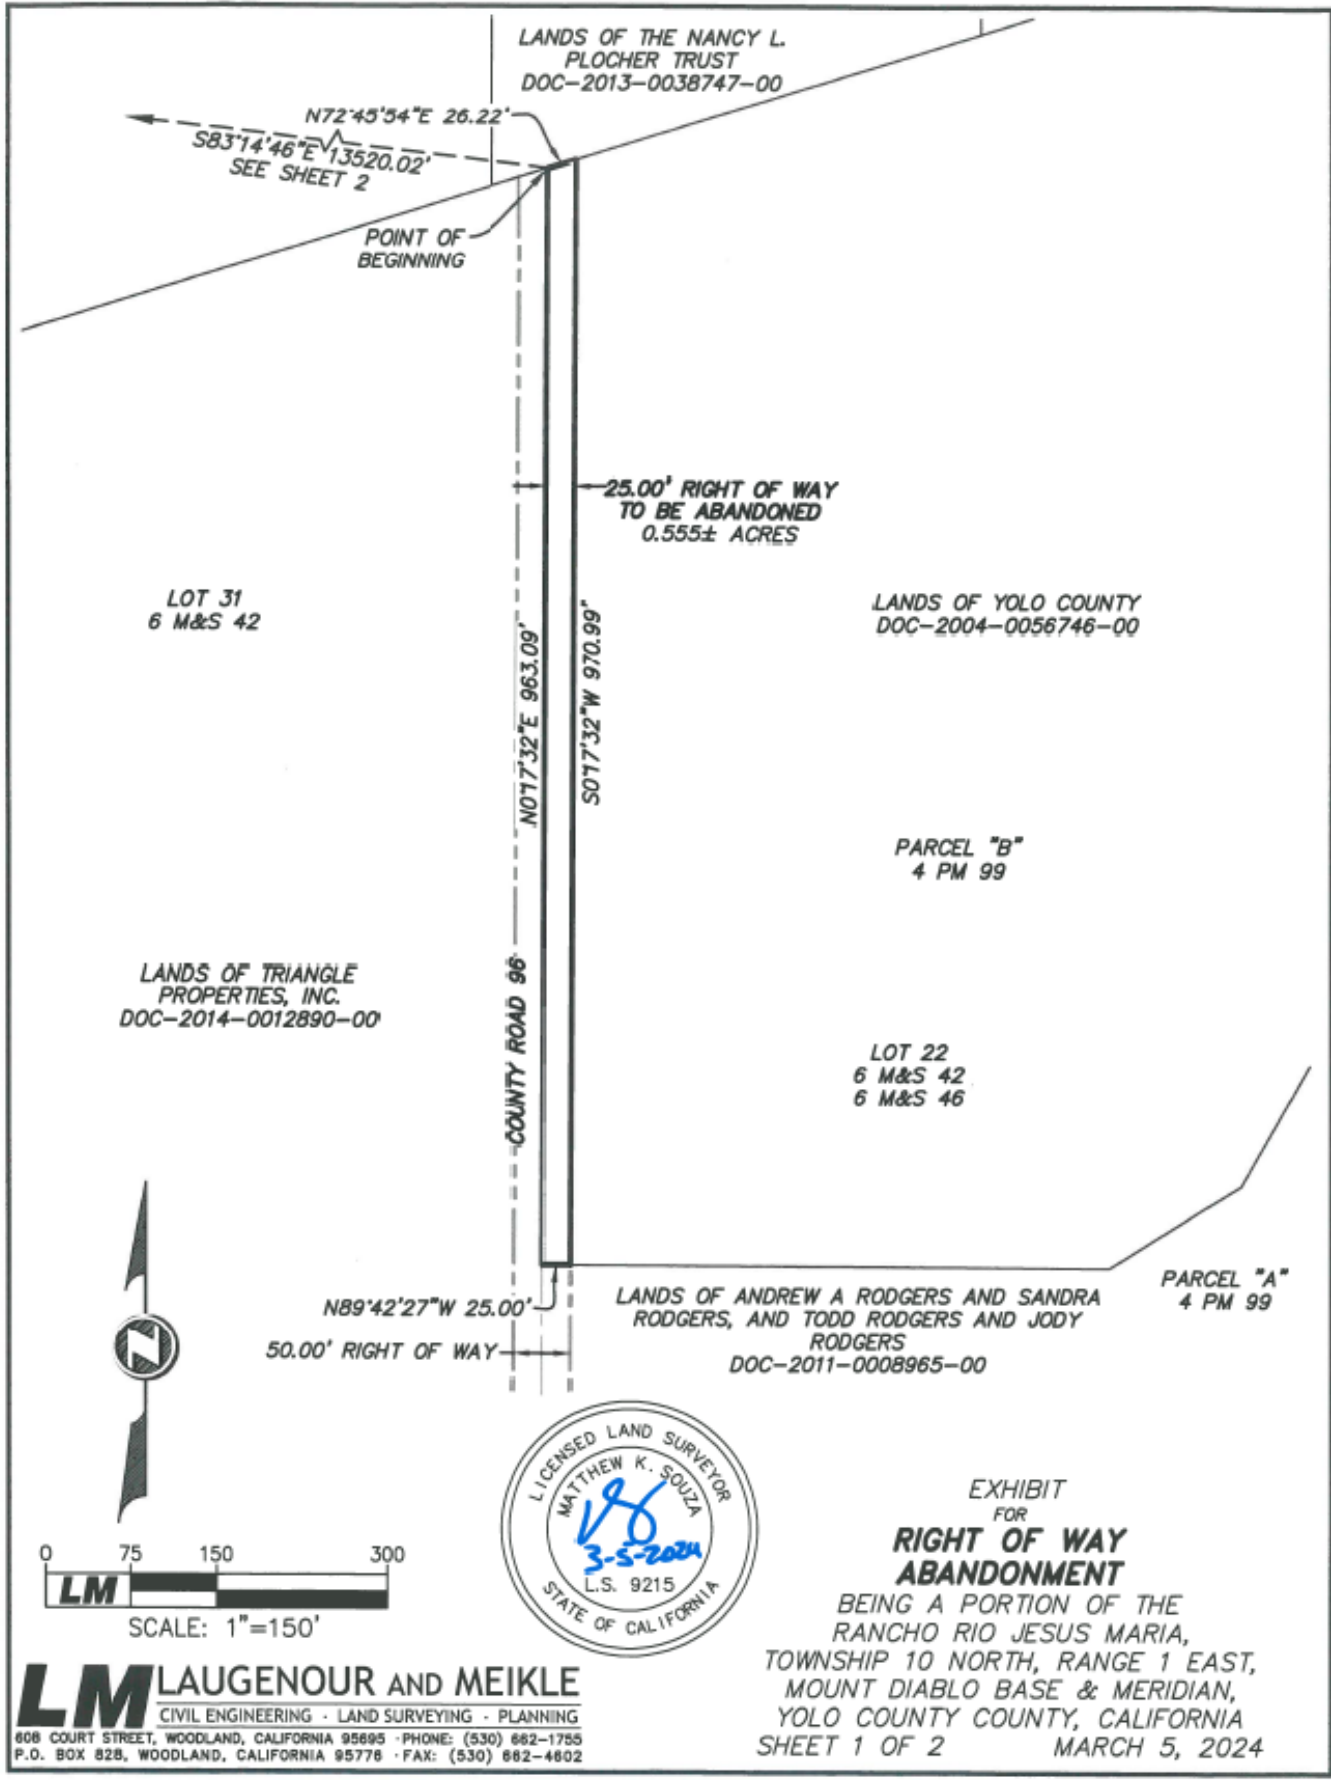 LANDS OF THE NANCY L.
PLOCHER TRUST
DOC-2013-0038747-00
N72°45'54"E 26.22'
S83°14'46"E 13520.02'
SEE SHEET 2
POINT OF
BEGINNING
25.00' RIGHT OF WAY
TO BE ABANDONED
0.555± ACRES
LOT 31
6 M&S 42
LANDS OF YOLO COUNTY
DOC-2004-0056746-00
N0°17'32"E 963.09'
S0°17'32"W 970.99'
PARCEL "B"
4 PM 99
LANDS OF TRIANGLE
PROPERTIES, INC.
DOC-2014-0012890-00
COUNTY ROAD 96
LOT 22
6 M&S 42
6 M&S 46
PARCEL "A"
4 PM 99
N89°42'27"W 25.00'
50.00' RIGHT OF WAY
LANDS OF ANDREW A RODGERS AND SANDRA
RODGERS, AND TODD RODGERS AND JODY
RODGERS
DOC-2011-0008965-00
N
LICENSED LAND SURVEYOR
MATTHEW K. SOUZA
3-5-2024
L.S. 9215
STATE OF CALIFORNIA
0 75 150 300
LM
SCALE: 1"=150'
LM LAUGENOUR AND MEIKLE
CIVIL ENGINEERING · LAND SURVEYING · PLANNING
608 COURT STREET, WOODLAND, CALIFORNIA 95695 · PHONE: (530) 662-1755
P.O. BOX 828, WOODLAND, CALIFORNIA 95776 · FAX: (530) 662-4602
EXHIBIT
FOR
RIGHT OF WAY
ABANDONMENT
BEING A PORTION OF THE
RANCHO RIO JESUS MARIA,
TOWNSHIP 10 NORTH, RANGE 1 EAST,
MOUNT DIABLO BASE & MERIDIAN,
YOLO COUNTY COUNTY, CALIFORNIA
SHEET 1 OF 2 MARCH 5, 2024